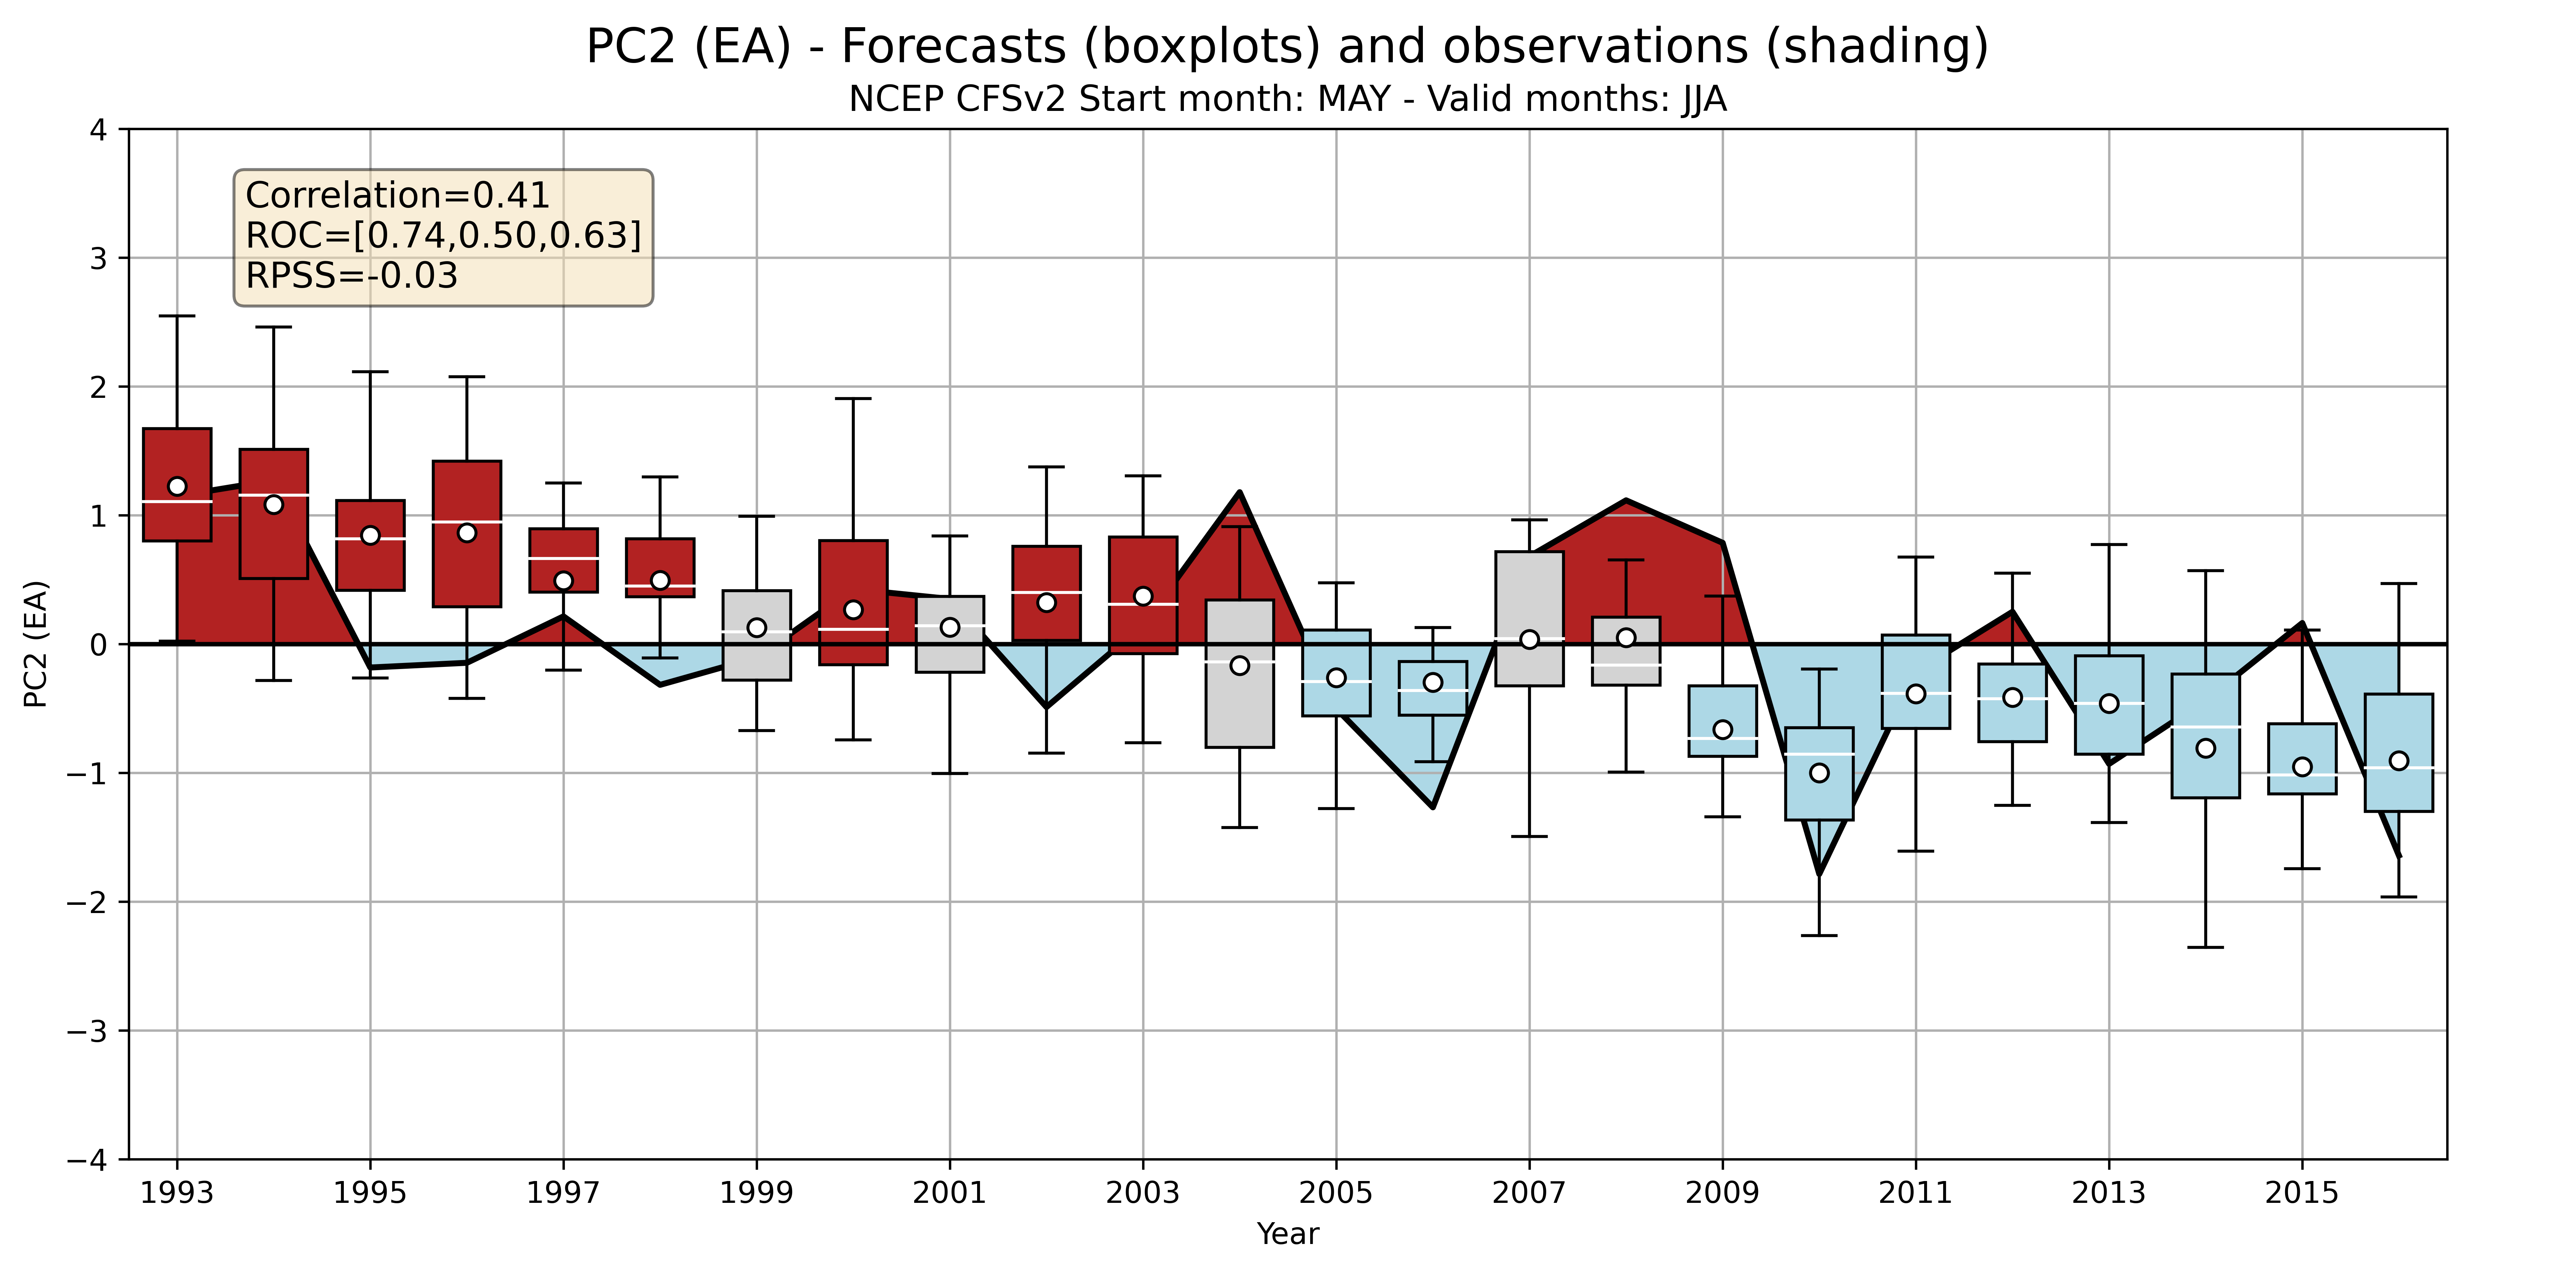 PC2 (EA) - Forecasts (boxplots) and observations (shading)
NCEP CFSv2 Start month: MAY - Valid months: JJA
Correlation=0.41
ROC=[0.74,0.50,0.63]
RPSS=-0.03
4
3
2
1
0
−1
−2
−3
−4
PC2 (EA)
1993 1995 1997 1999 2001 2003 2005 2007 2009 2011 2013 2015
Year